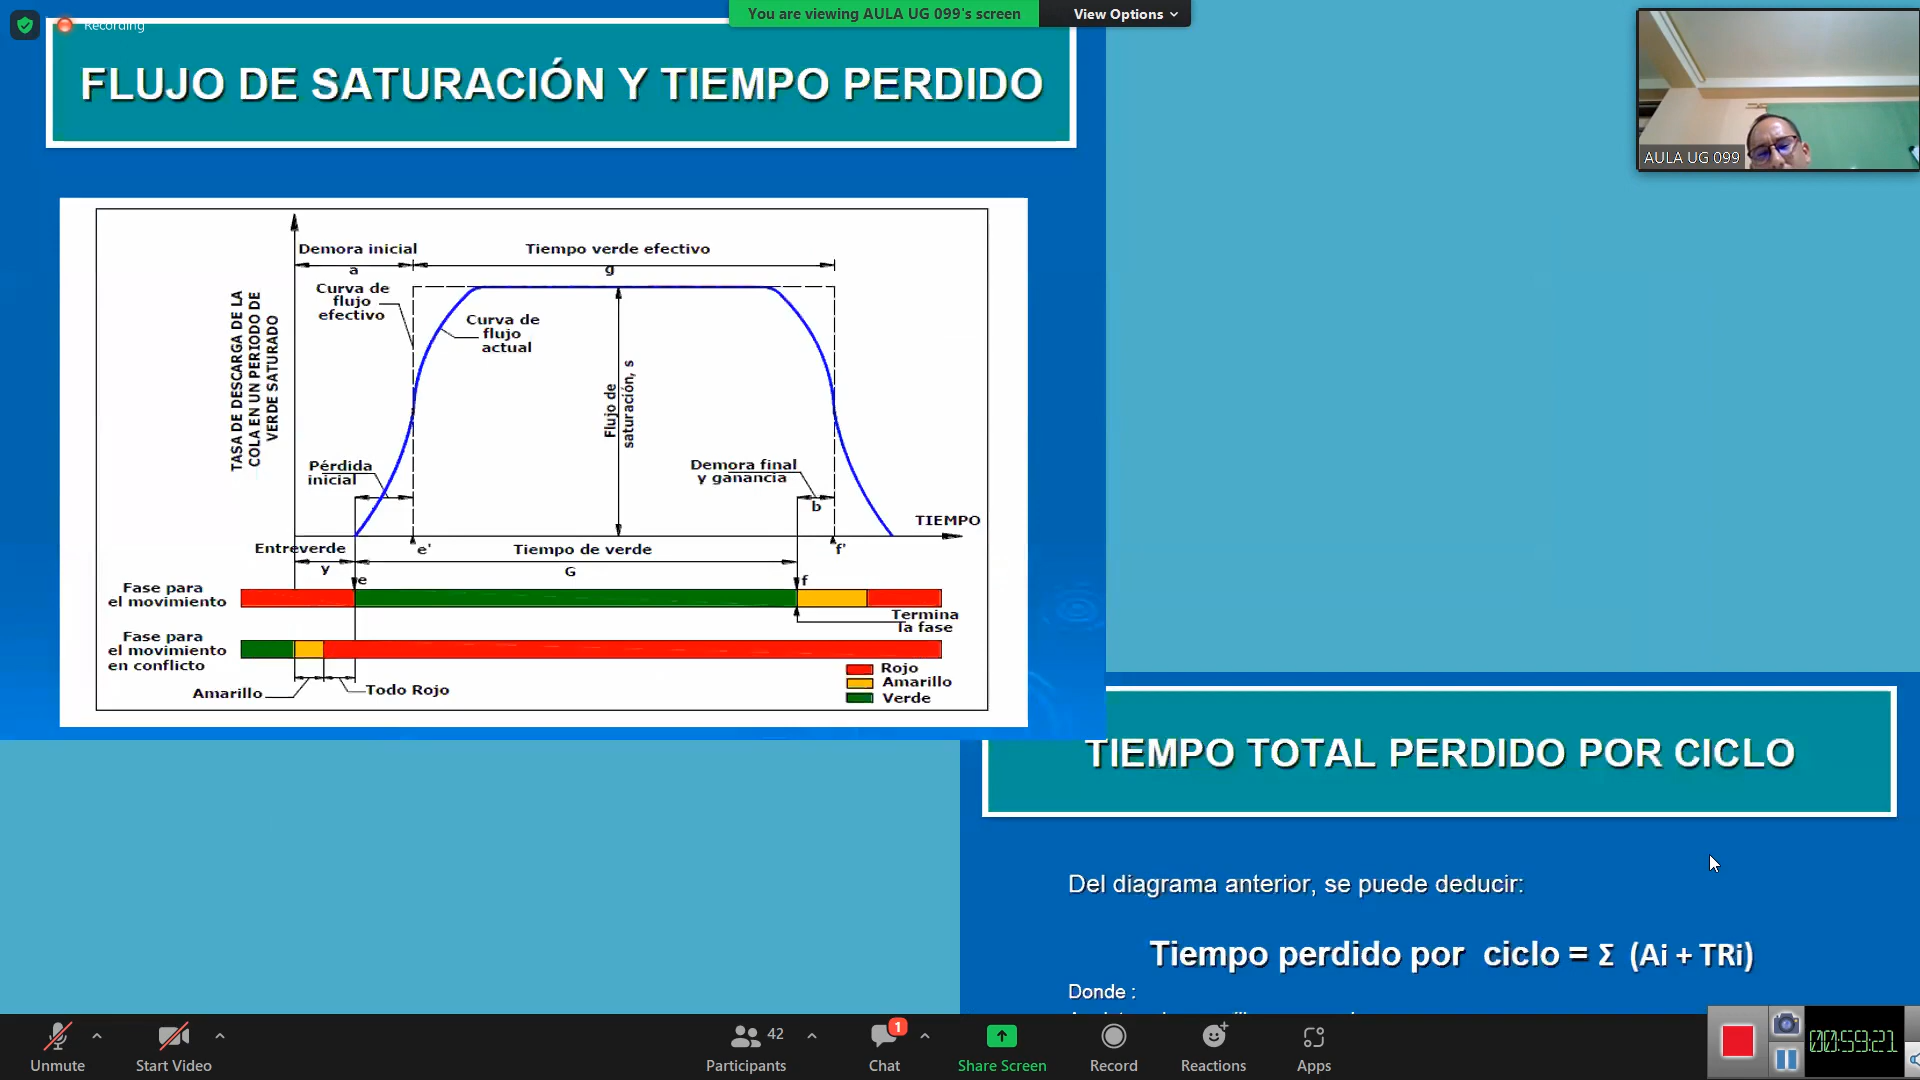 You are viewing AULA UG 099's screen
View Options
Recording
FLUJO DE SATURACIÓN Y TIEMPO PERDIDO
AULA UG 099
Demora inicial
a
Tiempo verde efectivo
g
Curva de
flujo
efectivo
Curva de
flujo
actual
TASA DE DESCARGA DE LA
COLA EN UN PERIODO DE
VERDE SATURADO
Flujo de
saturación, s
Pérdida
inicial
Demora final
y ganancia
b
TIEMPO
Entreverde
y
e'
Tiempo de verde
G
f'
e
f
Fase para
el movimiento
Termina
la fase
Fase para
el movimiento
en conflicto
Amarillo
Todo Rojo
Rojo
Amarillo
Verde
TIEMPO TOTAL PERDIDO POR CICLO
Del diagrama anterior, se puede deducir:
Tiempo perdido por ciclo = Σ (Ai + TRi)
Donde :
Unmute
Start Video
42
Participants
1
Chat
Share Screen
Record
Reactions
Apps
00:59:21